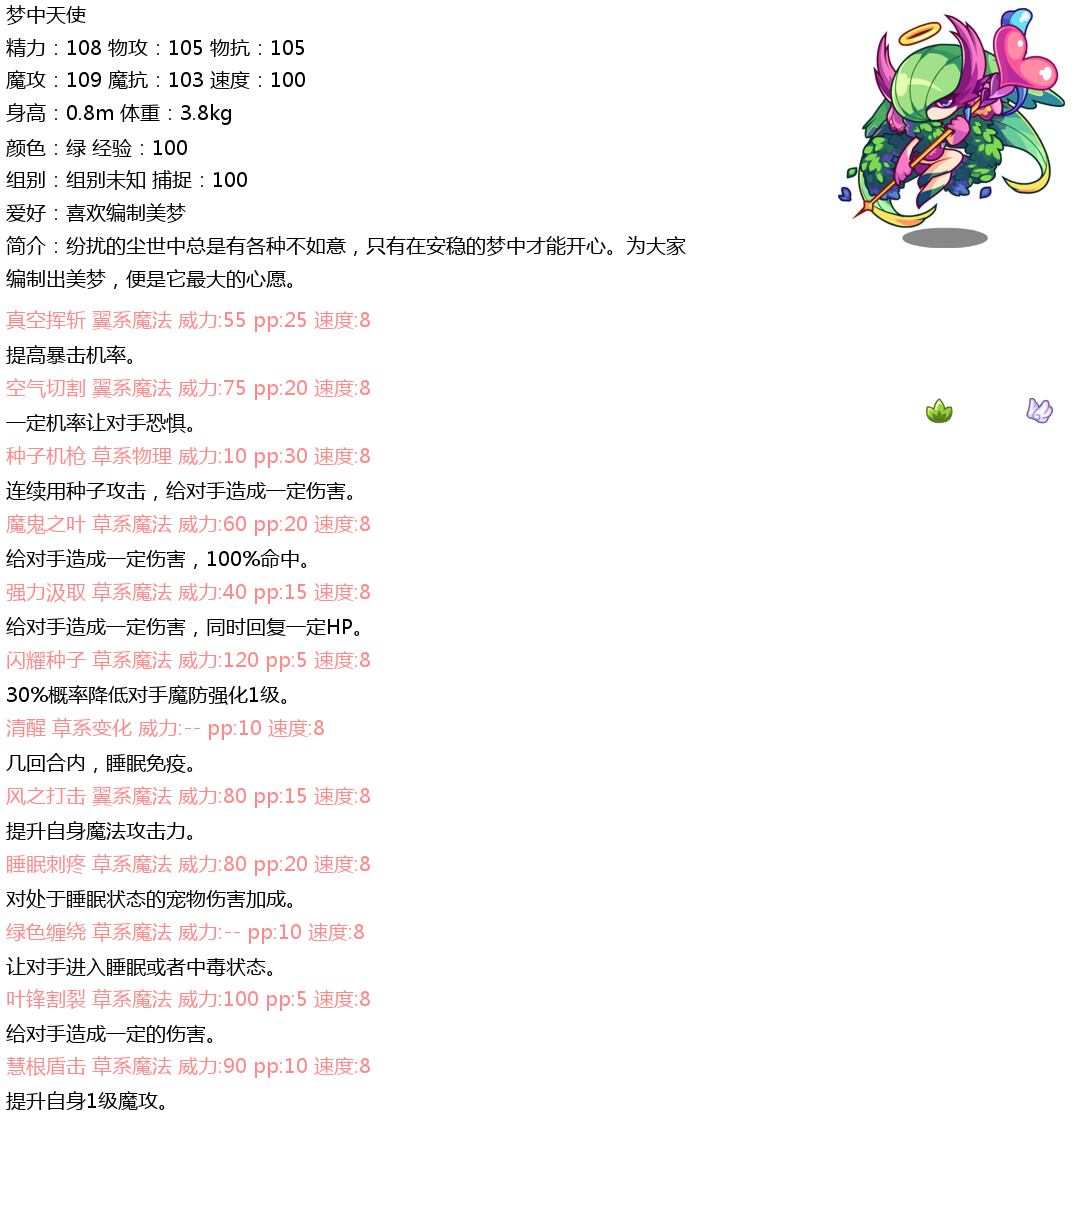 梦中天使
精力：108 物攻：105 物抗：105
魔攻：109 魔抗：103 速度：100
身高：0.8m 体重：3.8kg
颜色：绿 经验：100
组别：组别未知 捕捉：100
爱好：喜欢编制美梦
简介：纷扰的尘世中总是有各种不如意，只有在安稳的梦中才能开心。为大家
编制出美梦，便是它最大的心愿。
真空挥斩 翼系魔法 威力:55 pp:25 速度:8
提高暴击机率。
空气切割 翼系魔法 威力:75 pp:20 速度:8
一定机率让对手恐惧。
种子机枪 草系物理 威力:10 pp:30 速度:8
连续用种子攻击，给对手造成一定伤害。
魔鬼之叶 草系魔法 威力:60 pp:20 速度:8
给对手造成一定伤害，100%命中。
强力汲取 草系魔法 威力:40 pp:15 速度:8
给对手造成一定伤害，同时回复一定HP。
闪耀种子 草系魔法 威力:120 pp:5 速度:8
30%概率降低对手魔防强化1级。
清醒 草系变化 威力:-- pp:10 速度:8
几回合内，睡眠免疫。
风之打击 翼系魔法 威力:80 pp:15 速度:8
提升自身魔法攻击力。
睡眠刺疼 草系魔法 威力:80 pp:20 速度:8
对处于睡眠状态的宠物伤害加成。
绿色缠绕 草系魔法 威力:-- pp:10 速度:8
让对手进入睡眠或者中毒状态。
叶锋割裂 草系魔法 威力:100 pp:5 速度:8
给对手造成一定的伤害。
慧根盾击 草系魔法 威力:90 pp:10 速度:8
提升自身1级魔攻。